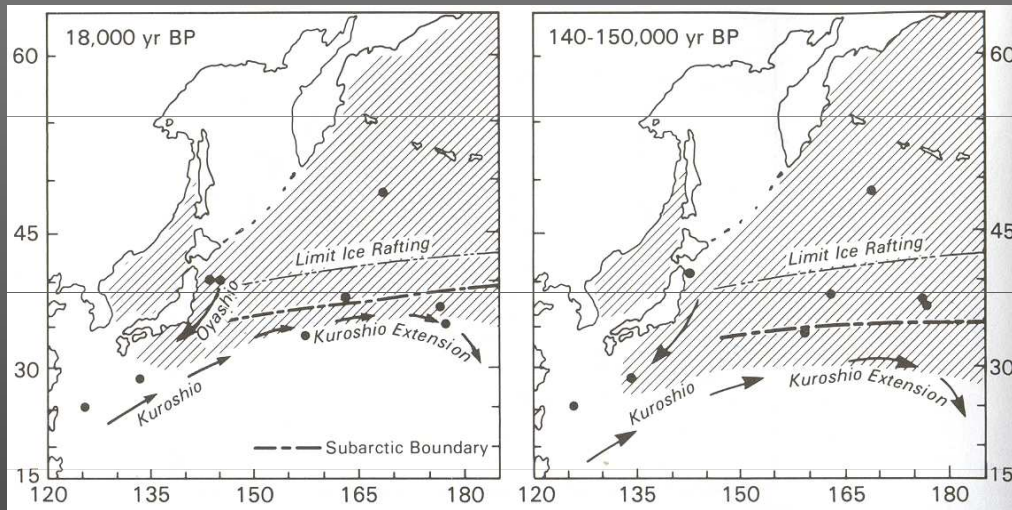 18,000 yr BP
60
45
30
15
120
135
150
165
180
Limit Ice Rafting
Oyashio
Kuroshio
Kuroshio Extension
Subarctic Boundary
140-150,000 yr BP
60
45
30
15
120
135
150
165
180
Limit Ice Rafting
Kuroshio
Kuroshio Extension